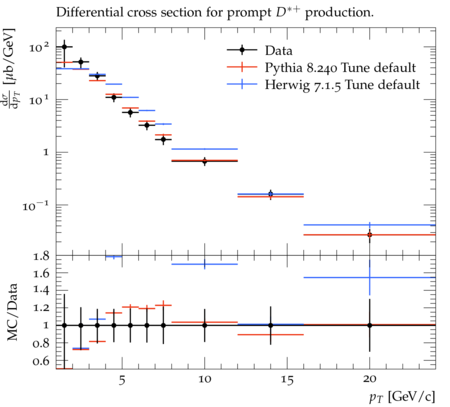 Differential cross section for prompt D*+ production.
dσ/dpT [μb/GeV]
10²
10¹
1
10⁻¹
Data
Pythia 8.240 Tune default
Herwig 7.1.5 Tune default
MC/Data
1.8
1.6
1.4
1.2
1
0.8
0.6
5
10
15
20
pT [GeV/c]